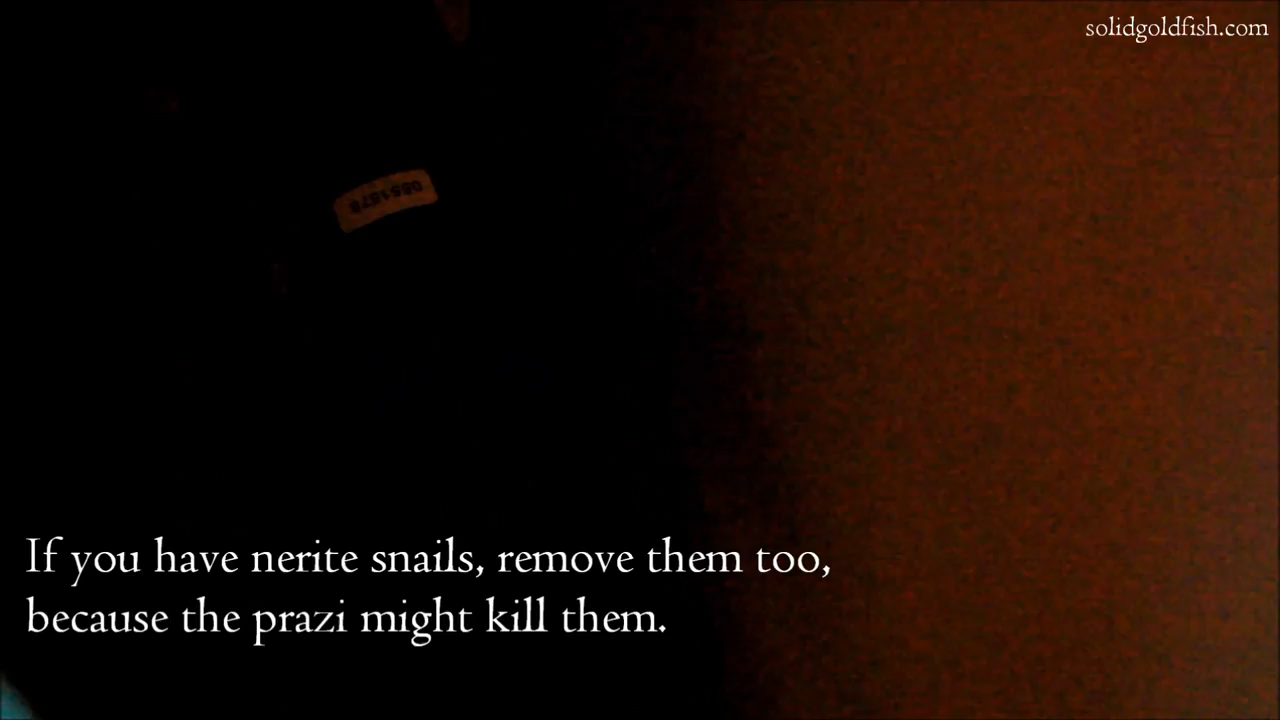 solidgoldfish.com
If you have nerite snails, remove them too,
because the prazi might kill them.